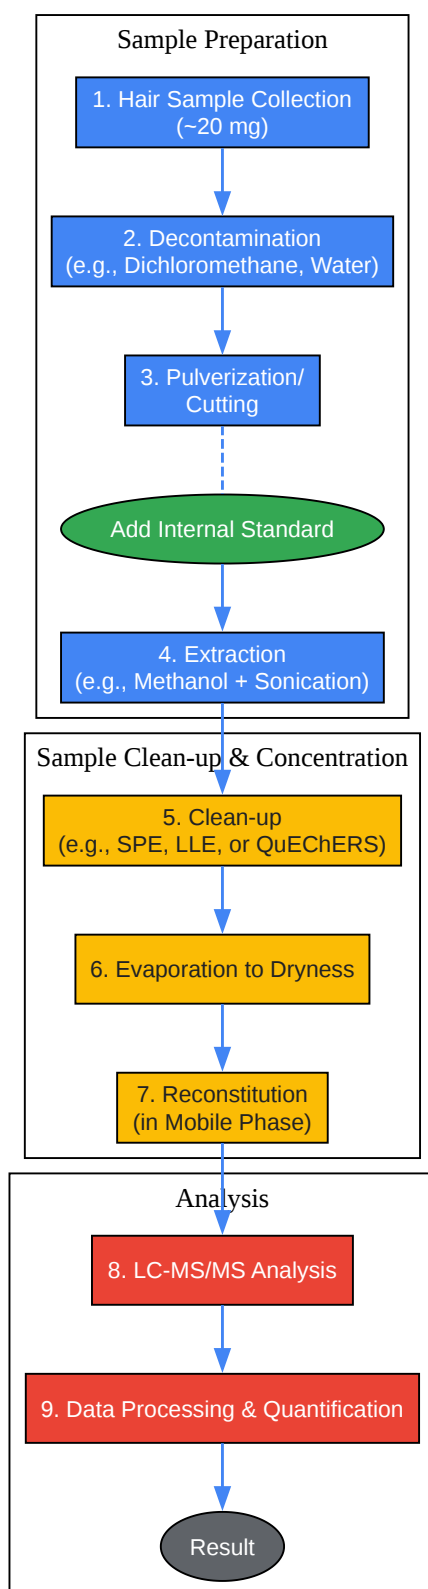 Sample Preparation
1. Hair Sample Collection
(~20 mg)
2. Decontamination
(e.g., Dichloromethane, Water)
3. Pulverization/
Cutting
Add Internal Standard
4. Extraction
(e.g., Methanol + Sonication)
Sample Clean-up & Concentration
5. Clean-up
(e.g., SPE, LLE, or QuEChERS)
6. Evaporation to Dryness
7. Reconstitution
(in Mobile Phase)
Analysis
8. LC-MS/MS Analysis
9. Data Processing & Quantification
Result